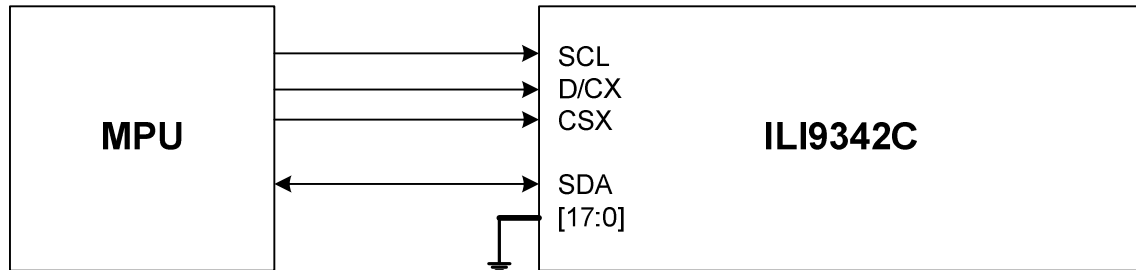 MPU
SCL
D/CX
CSX
SDA
[17:0]
ILI9342C